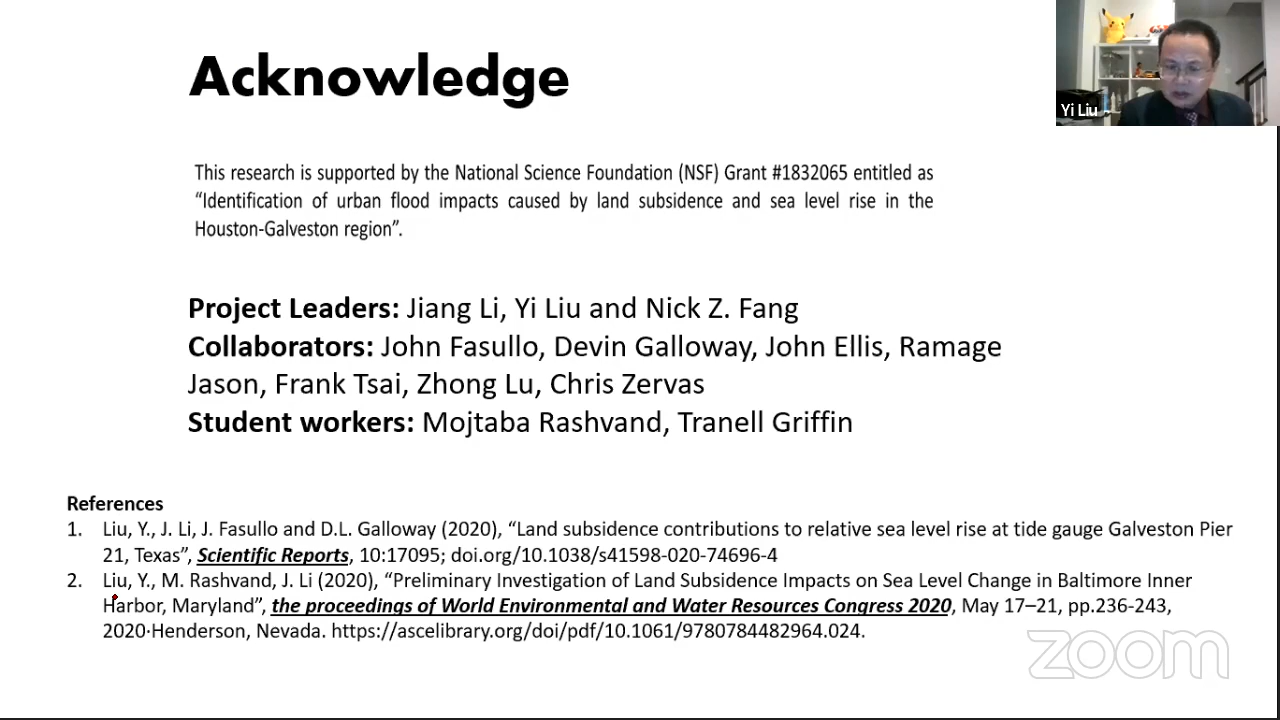 Acknowledge
Yi Liu
This research is supported by the National Science Foundation (NSF) Grant #1832065 entitled as
“Identification of urban flood impacts caused by land subsidence and sea level rise in the
Houston-Galveston region”.
Project Leaders: Jiang Li, Yi Liu and Nick Z. Fang
Collaborators: John Fasullo, Devin Galloway, John Ellis, Ramage
Jason, Frank Tsai, Zhong Lu, Chris Zervas
Student workers: Mojtaba Rashvand, Tranell Griffin
References
1. Liu, Y., J. Li, J. Fasullo and D.L. Galloway (2020), “Land subsidence contributions to relative sea level rise at tide gauge Galveston Pier
21, Texas”, Scientific Reports, 10:17095; doi.org/10.1038/s41598-020-74696-4
2. Liu, Y., M. Rashvand, J. Li (2020), “Preliminary Investigation of Land Subsidence Impacts on Sea Level Change in Baltimore Inner
Harbor, Maryland”, the proceedings of World Environmental and Water Resources Congress 2020, May 17–21, pp.236-243,
2020·Henderson, Nevada. https://ascelibrary.org/doi/pdf/10.1061/9780784482964.024.
zoom